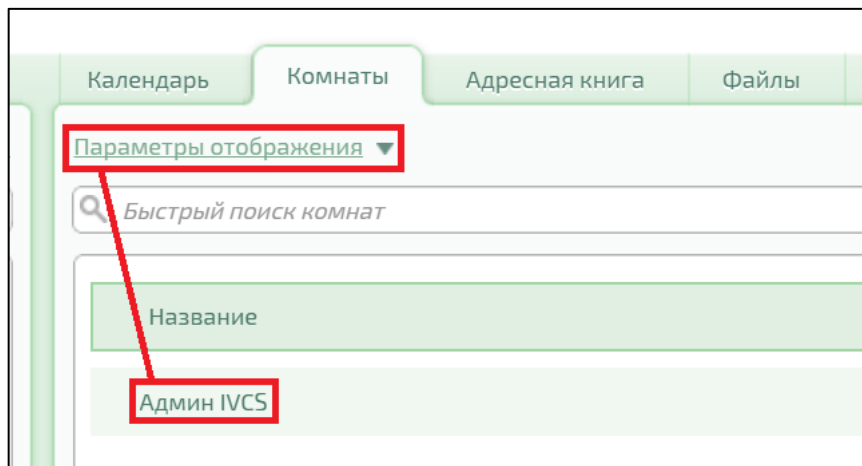 Календарь Комнаты Адресная книга Файлы
Параметры отображения
Быстрый поиск комнат
Название
Админ IVCS